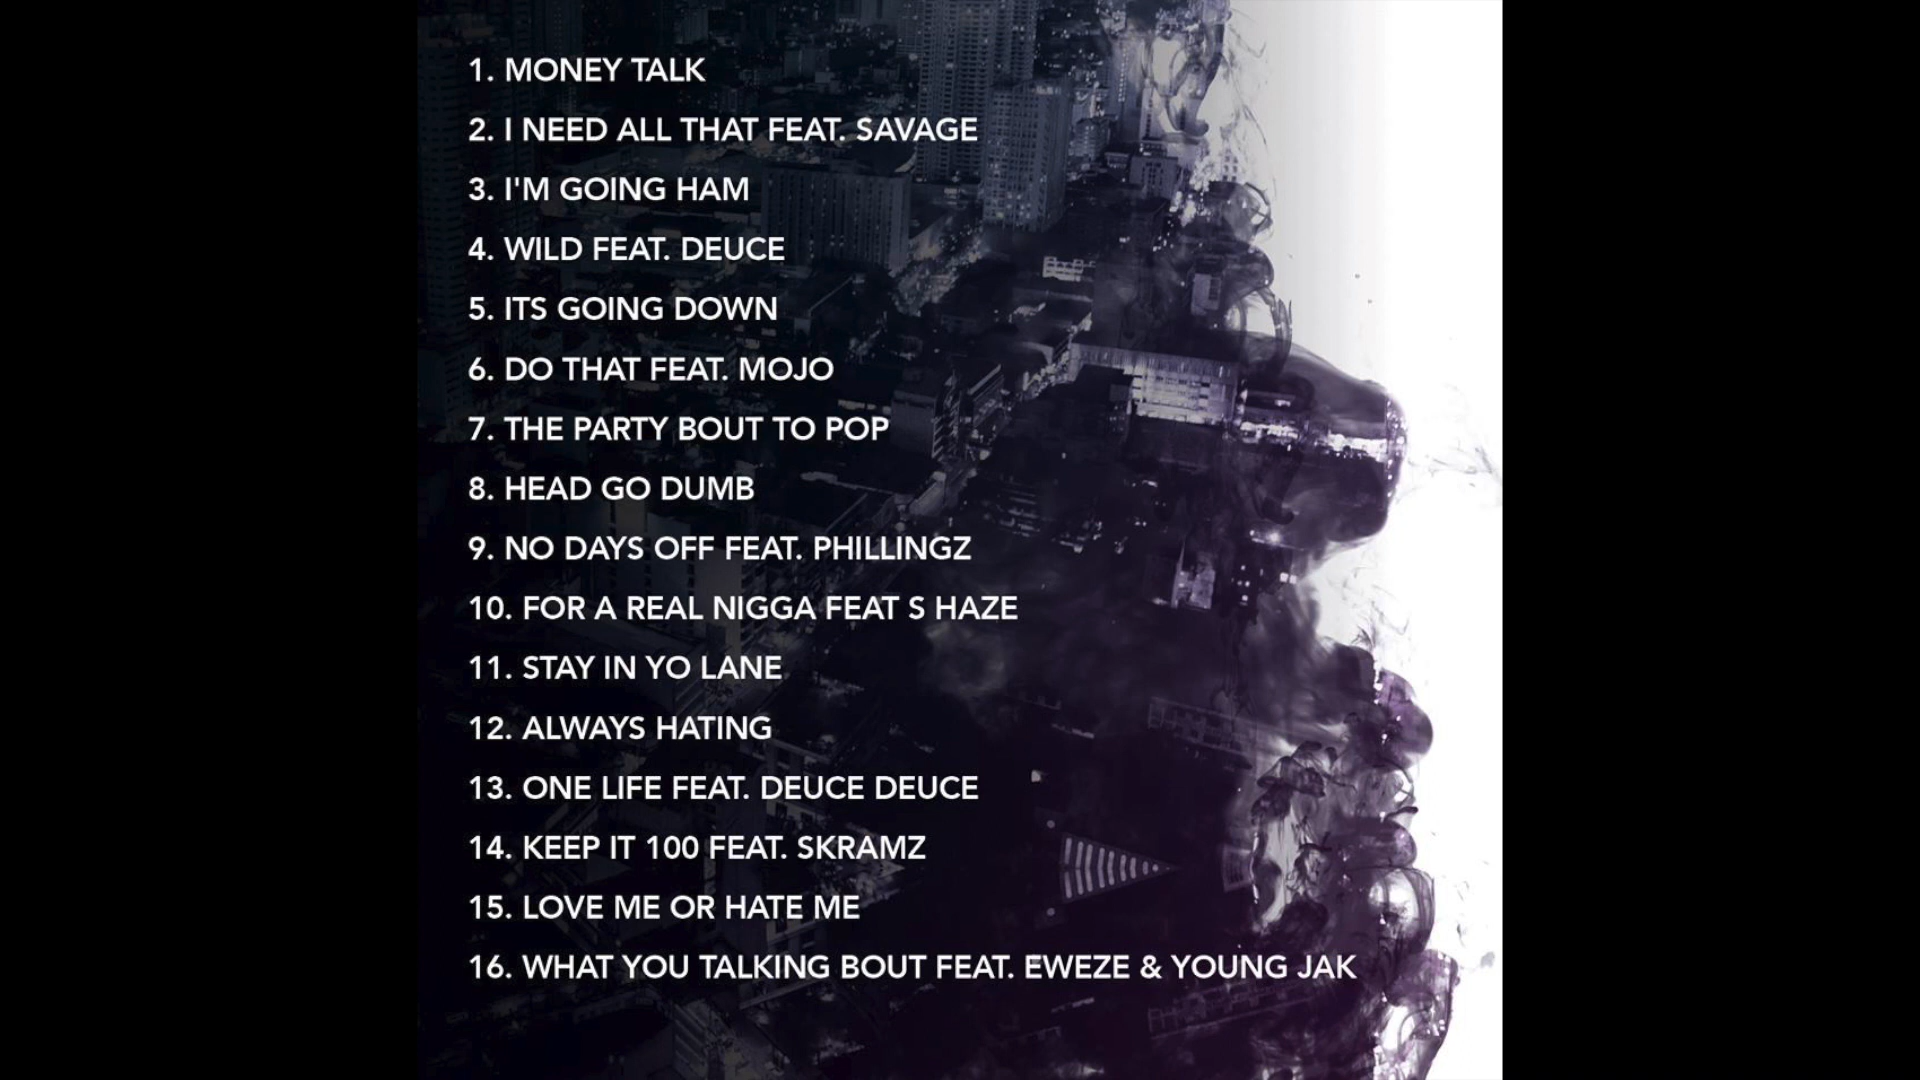 1. MONEY TALK
2. I NEED ALL THAT FEAT. SAVAGE
3. I'M GOING HAM
4. WILD FEAT. DEUCE
5. ITS GOING DOWN
6. DO THAT FEAT. MOJO
7. THE PARTY BOUT TO POP
8. HEAD GO DUMB
9. NO DAYS OFF FEAT. PHILLINGZ
10. FOR A REAL NIGGA FEAT S HAZE
11. STAY IN YO LANE
12. ALWAYS HATING
13. ONE LIFE FEAT. DEUCE DEUCE
14. KEEP IT 100 FEAT. SKRAMZ
15. LOVE ME OR HATE ME
16. WHAT YOU TALKING BOUT FEAT. EWEZE & YOUNG JAK